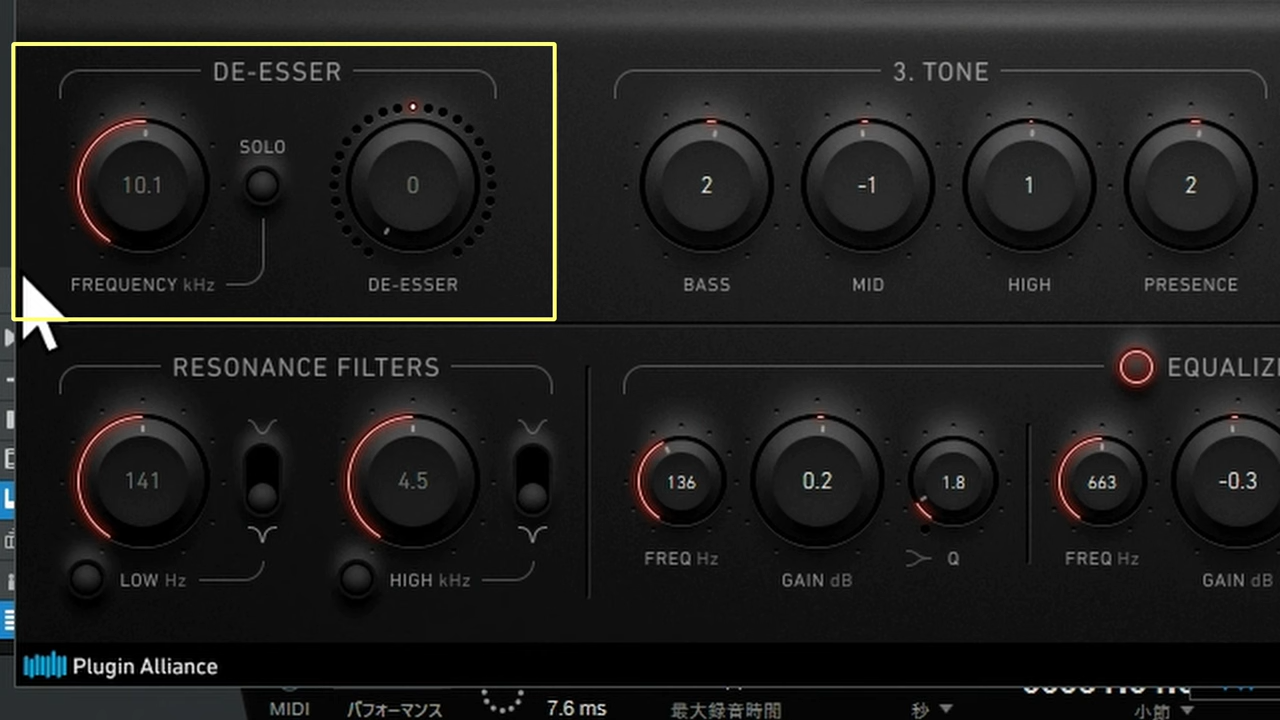 DE-ESSER
3. TONE
SOLO
10.1
0
2
-1
1
2
FREQUENCY kHz
DE-ESSER
BASS
MID
HIGH
PRESENCE
RESONANCE FILTERS
141
4.5
136
0.2
1.8
663
-0.3
FREQ Hz
Q
FREQ Hz
LOW Hz
HIGH kHz
GAIN dB
GAIN dB
Plugin Alliance
MIDI
パフォーマンス
7.6 ms
最大録音時間
秒
小節